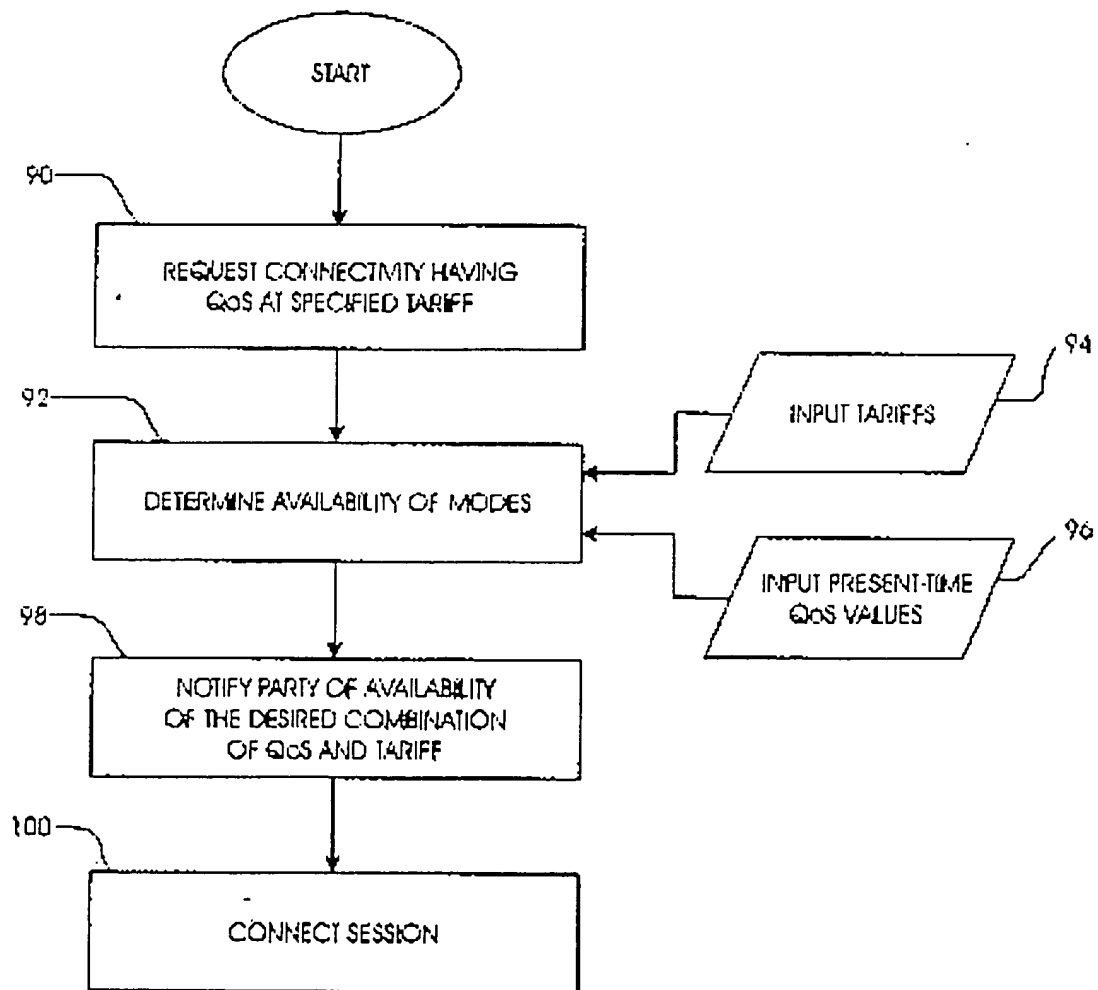 START
90
REQUEST CONNECTIVITY HAVING
QoS AT SPECIFIED TARIFF
94
92
INPUT TARIFFS
DETERMINE AVAILABILITY OF MODES
96
INPUT PRESENT-TIME
QoS VALUES
98
NOTIFY PARTY OF AVAILABILITY
OF THE DESIRED COMBINATION
OF QoS AND TARIFF
100
CONNECT SESSION